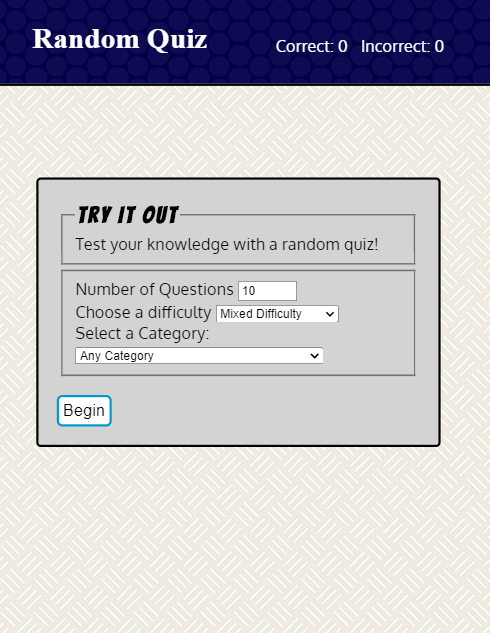 Random Quiz
Correct: 0 Incorrect: 0
TRY IT OUT
Test your knowledge with a random quiz!
Number of Questions 10
Choose a difficulty Mixed Difficulty
Select a Category:
Any Category
Begin